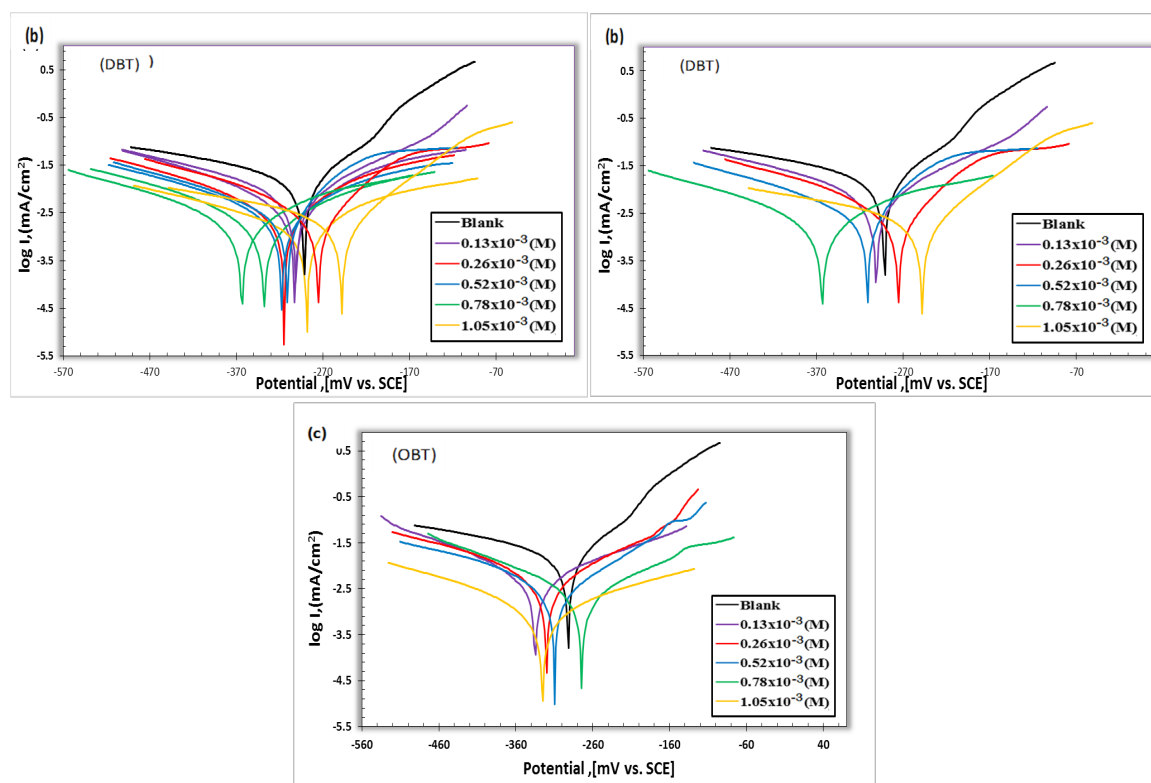 (b)
(DBT) )
0.5
-0.5
-1.5
-2.5
-3.5
-4.5
-5.5
log I,(mA/cm²)
Blank
0.13x10⁻³(M)
0.26x10⁻³(M)
0.52x10⁻³(M)
0.78x10⁻³(M)
1.05x10⁻³(M)
-570 -470 -370 -270 -170 -70
Potential ,[mV vs. SCE]
(b)
(DBT)
0.5
-0.5
-1.5
-2.5
-3.5
-4.5
-5.5
log I,(mA/cm²)
Blank
0.13x10⁻³(M)
0.26x10⁻³(M)
0.52x10⁻³(M)
0.78x10⁻³(M)
1.05x10⁻³(M)
-570 -470 -370 -270 -170 -70
Potential ,[mV vs. SCE]
(c)
(OBT)
0.5
-0.5
-1.5
-2.5
-3.5
-4.5
-5.5
log I,(mA/cm²)
Blank
0.13x10⁻³(M)
0.26x10⁻³(M)
0.52x10⁻³(M)
0.78x10⁻³(M)
1.05x10⁻³(M)
-560 -460 -360 -260 -160 -60 40
Potential ,[mV vs. SCE]